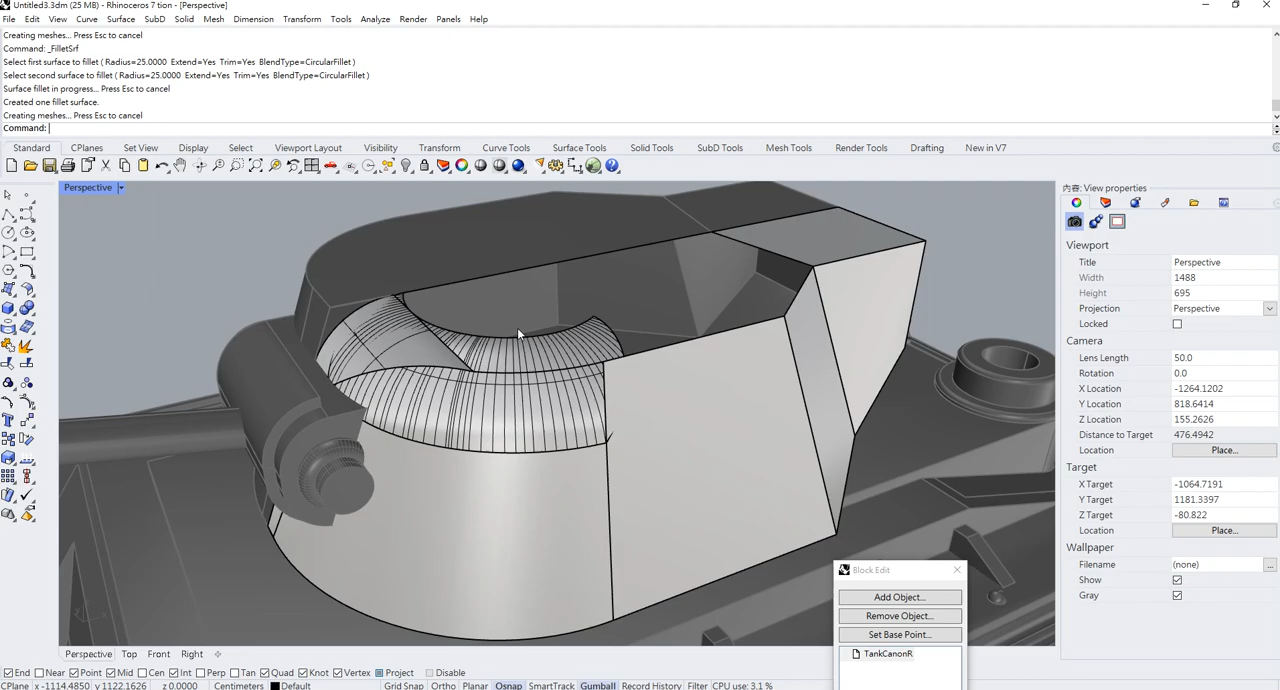 Untitled3.3dm (25 MB) - Rhinoceros 7 tion - [Perspective]
File Edit View Curve Surface SubD Solid Mesh Dimension Transform Tools Analyze Render Panels Help
Creating meshes... Press Esc to cancel
Command: _FilletSrf
Select first surface to fillet ( Radius=25.0000 Extend=Yes Trim=Yes BlendType=CircularFillet )
Select second surface to fillet ( Radius=25.0000 Extend=Yes Trim=Yes BlendType=CircularFillet )
Surface fillet in progress... Press Esc to cancel
Created one fillet surface.
Creating meshes... Press Esc to cancel
Command:
Standard CPlanes Set View Display Select Viewport Layout Visibility Transform Curve Tools Surface Tools Solid Tools SubD Tools Mesh Tools Render Tools Drafting New in V7
Perspective
內容: View properties
Viewport
Title Perspective
Width 1488
Height 695
Projection Perspective
Locked
Camera
Lens Length 50.0
Rotation 0.0
X Location -1264.1202
Y Location 818.6414
Z Location 155.2626
Distance to Target 476.4942
Location Place...
Target
X Target -1064.7191
Y Target 1181.3397
Z Target -80.822
Location Place...
Wallpaper
Filename (none) ...
Show
Gray
Block Edit
Add Object...
Remove Object...
Set Base Point...
TankCanonR
Perspective Top Front Right
End Near Point Mid Cen Int Perp Tan Quad Knot Vertex Project Disable
CPlane x -1114.4850 y 1122.1626 z 0.0000 Centimeters Default Grid Snap Ortho Planar Osnap SmartTrack Gumball Record History Filter CPU use: 3.1 %